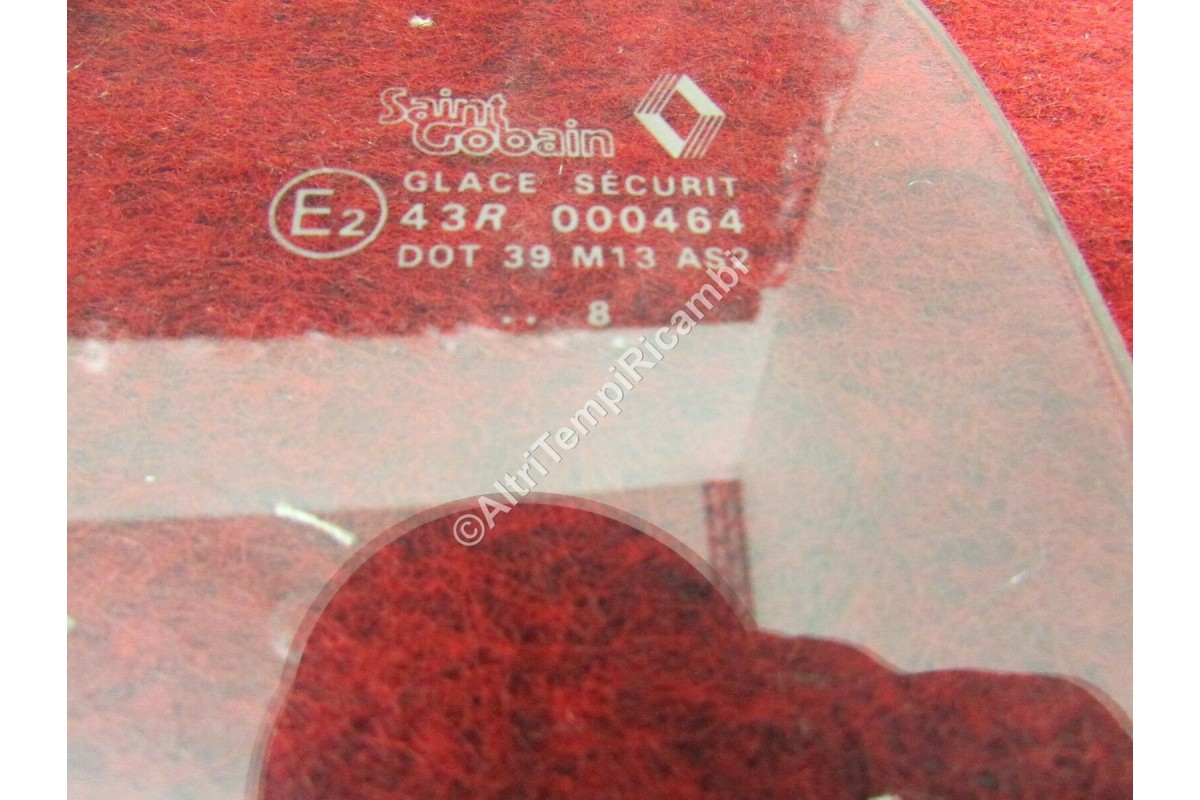 Saint
Gobain
GLACE SÉCURIT
E2
43R 000464
DOT 39 M13 AS2
.. 8
©AltriTempiRicambi